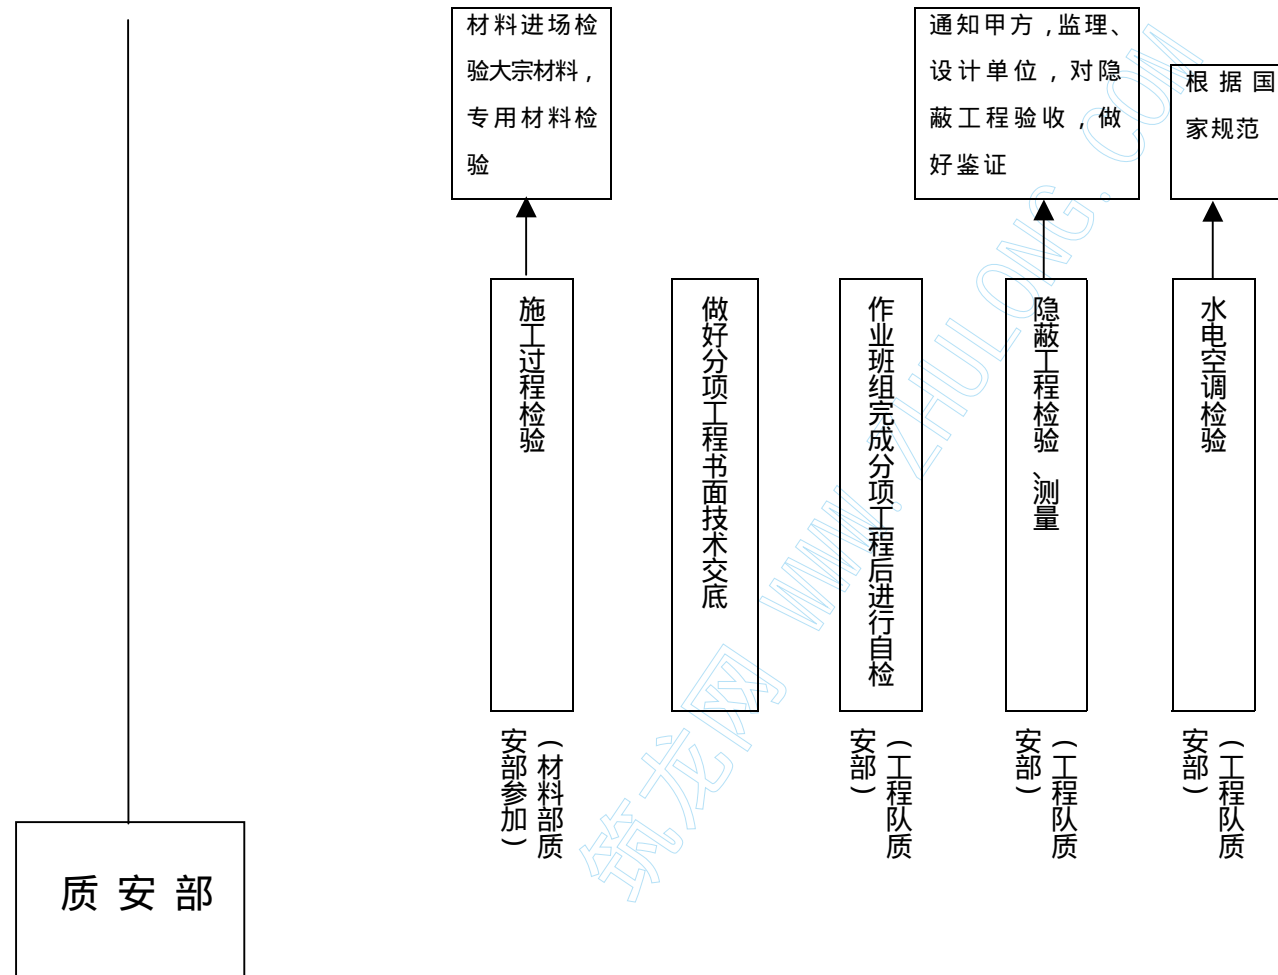 材料进场检
验大宗材料，
专用材料检
验
通知甲方，监理、
设计单位，对隐
蔽工程验收，做
好鉴证
根据国
家规范
施工过程检验
做好分项工程书面技术交底
作业班组完成分项工程后进行自检
隐蔽工程检验、测量
水电空调检验
（材料部质
安部参加）
（工程队质
安部）
（工程队质
安部）
（工程队质
安部）
质安部
筑龙网 WWW.ZHULONG.COM